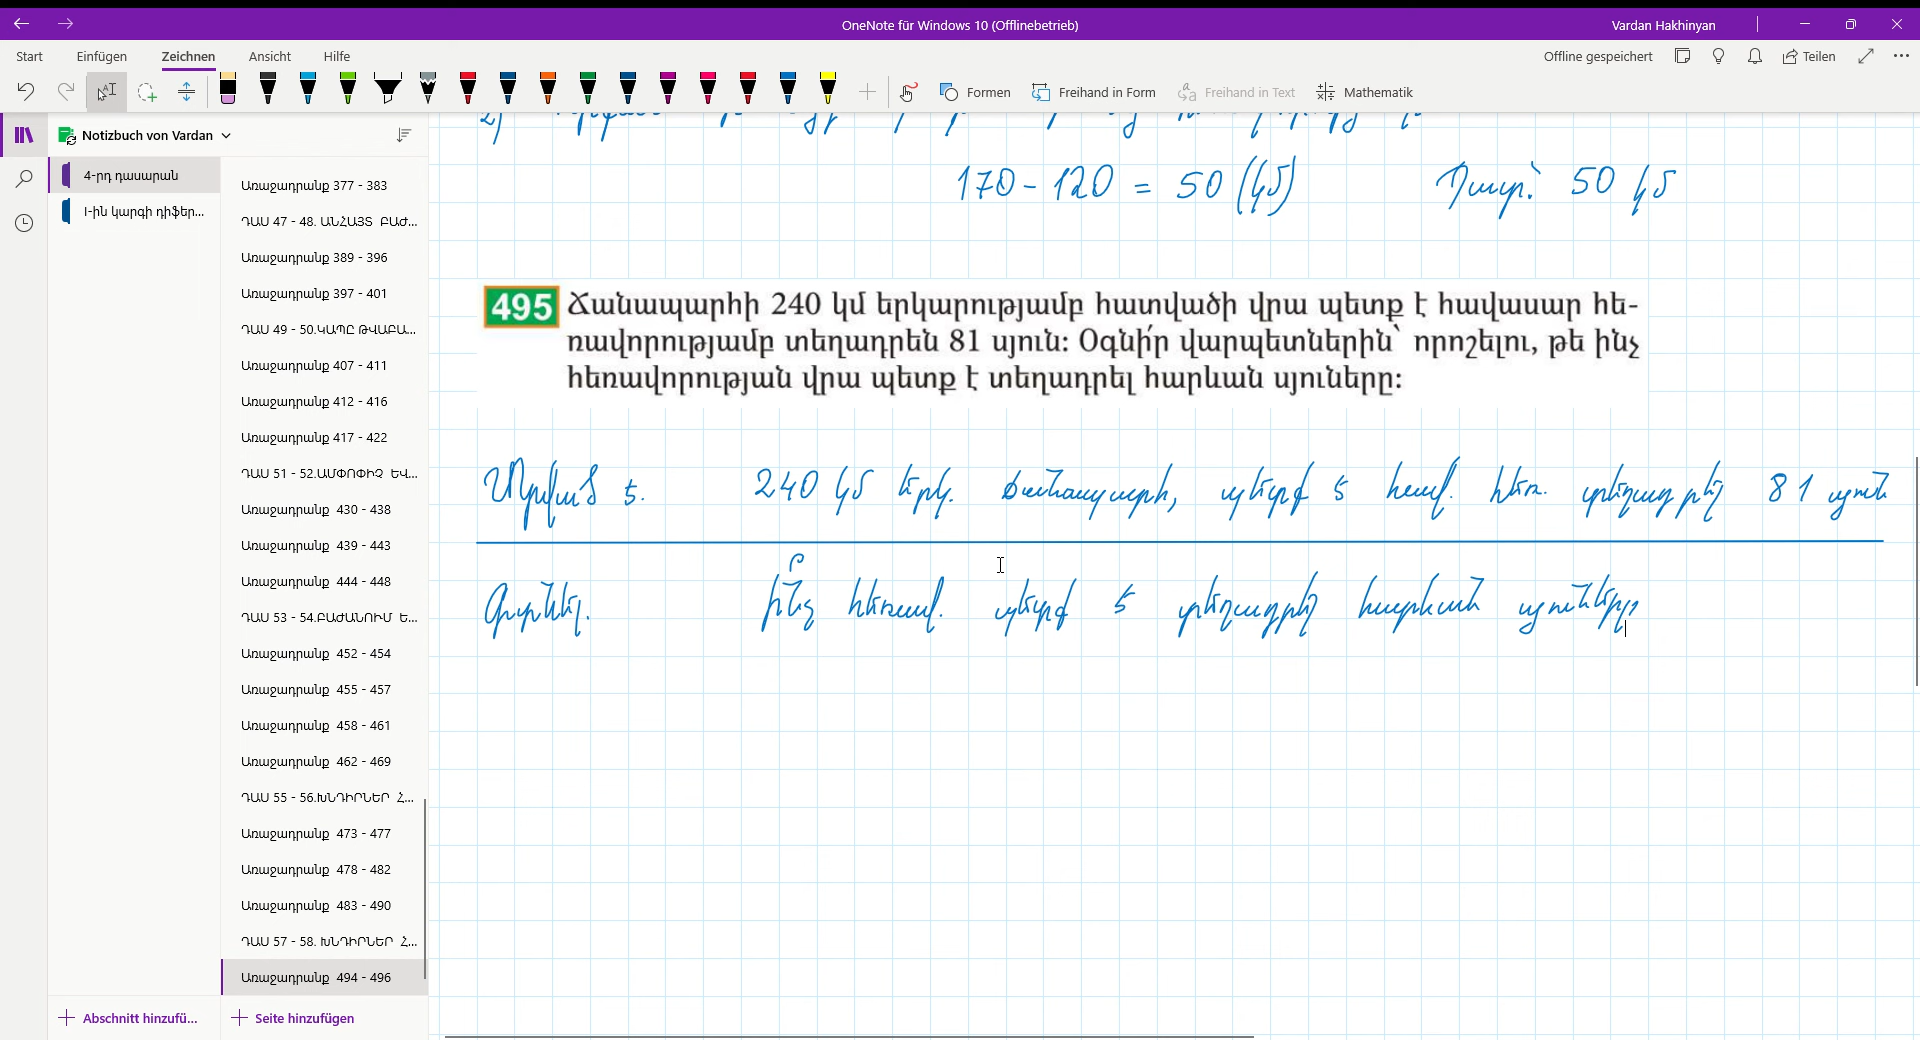 OneNote für Windows 10 (Offlinebetrieb)
Vardan Hakhinyan
Start Einfügen Zeichnen Ansicht Hilfe
Offline gespeichert Teilen
Formen Freihand in Form Freihand in Text Mathematik
Notizbuch von Vardan
4-րդ դասարան
I-ին կարգի դիֆեր...
Առաջադրանք 377 - 383
ԴԱՍ 47 - 48. ԱՆՀԱՅՏ ԲԱԺ...
Առաջադրանք 389 - 396
Առաջադրանք 397 - 401
ԴԱՍ 49 - 50.ԿԱՊԸ ԹՎԱԲԱ...
Առաջադրանք 407 - 411
Առաջադրանք 412 - 416
Առաջադրանք 417 - 422
ԴԱՍ 51 - 52.ԱՄՓՈՓԻՉ ԵՎ...
Առաջադրանք 430 - 438
Առաջադրանք 439 - 443
Առաջադրանք 444 - 448
ԴԱՍ 53 - 54.ԲԱԺԱՆՈՒՄ Ե...
Առաջադրանք 452 - 454
Առաջադրանք 455 - 457
Առաջադրանք 458 - 461
Առաջադրանք 462 - 469
ԴԱՍ 55 - 56.ԽՆԴԻՐՆԵՐ Հ...
Առաջադրանք 473 - 477
Առաջադրանք 478 - 482
Առաջադրանք 483 - 490
ԴԱՍ 57 - 58. ԽՆԴԻՐՆԵՐ Հ...
Առաջադրանք 494 - 496
Abschnitt hinzufü...
Seite hinzufügen
170 - 120 = 50 (կմ) Պատ՝ 50 կմ
495 Ճանապարհի 240 կմ երկարությամբ հատվածի վրա պետք է հավասար հե-
ռավորությամբ տեղադրեն 81 սյուն: Օգնի՛ր վարպետներին՝ որոշելու, թե ինչ
հեռավորության վրա պետք է տեղադրել հարևան սյուները:
Տրված է. 240 կմ երկ. ճանապարհ, պետք է հավ. հեռ. տեղադրել 81 սյուն
Գտնել. ի՞նչ հեռավ. պետք է տեղադրել հարևան սյուները